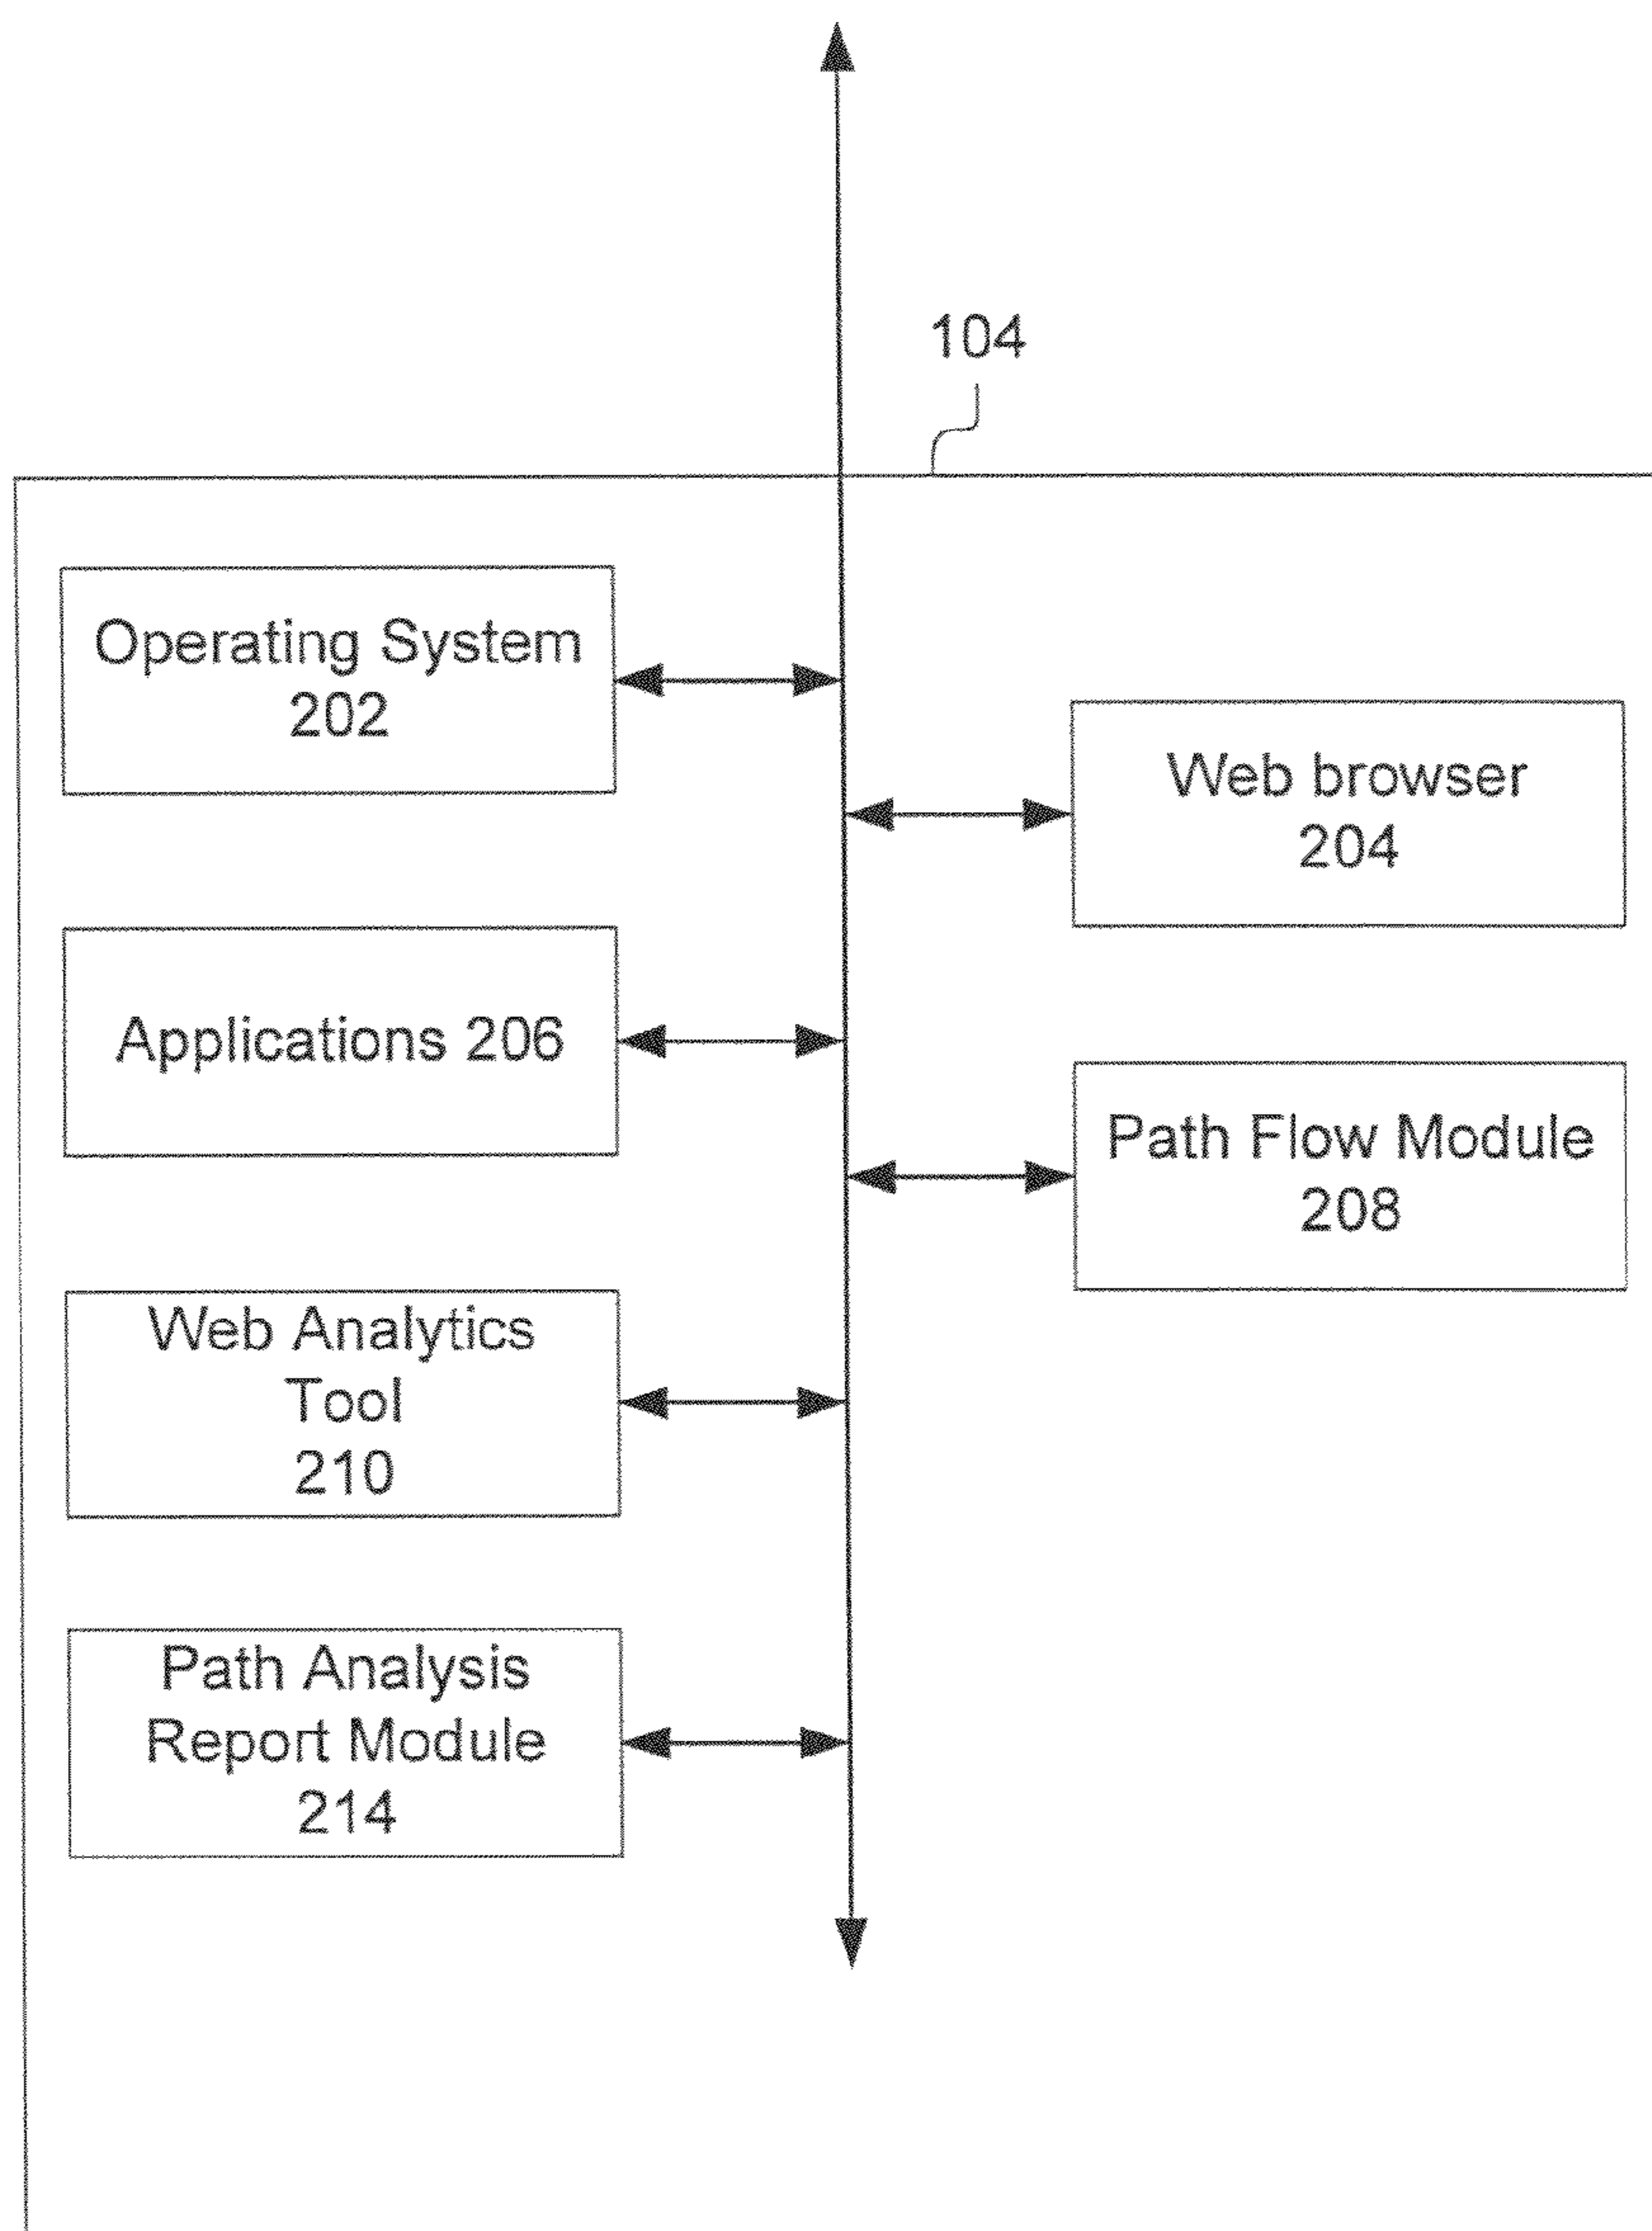 104
Operating System
202
Web browser
204
Applications 206
Path Flow Module
208
Web Analytics
Tool
210
Path Analysis
Report Module
214